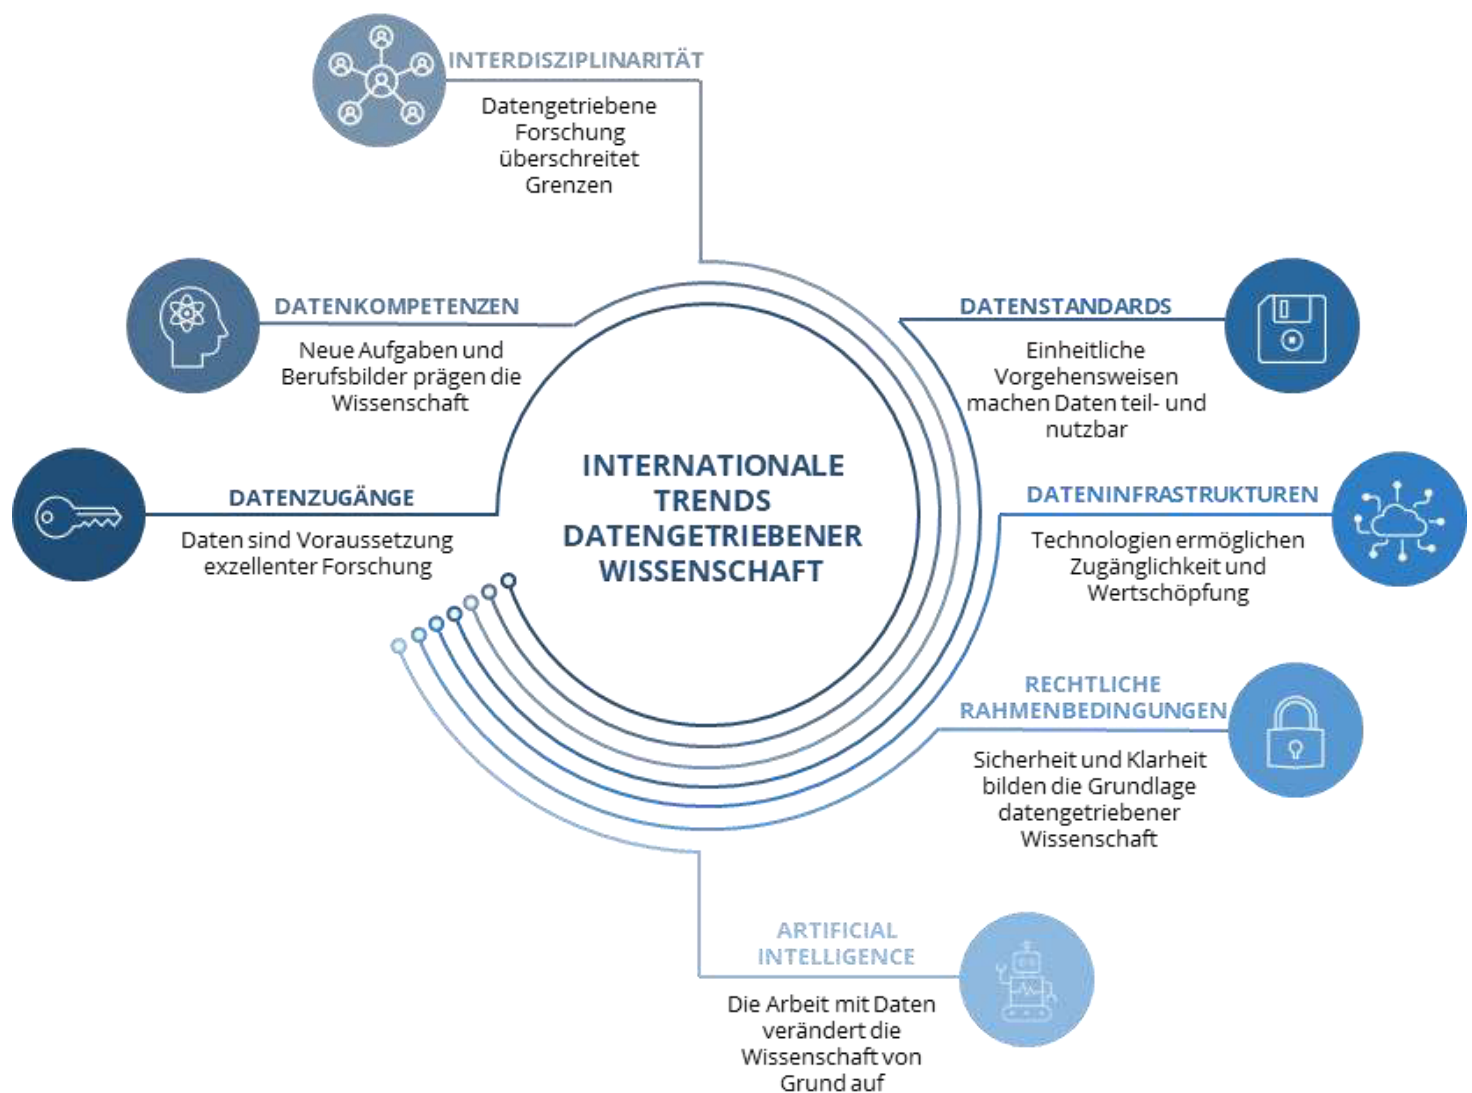 INTERDISZIPLINARITÄT
Datengetriebene
Forschung
überschreitet
Grenzen
DATENKOMPETENZEN
Neue Aufgaben und
Berufsbilder prägen die
Wissenschaft
DATENZUGÄNGE
Daten sind Voraussetzung
exzellenter Forschung
INTERNATIONALE
TRENDS
DATENGETRIEBENER
WISSENSCHAFT
DATENSTANDARDS
Einheitliche
Vorgehensweisen
machen Daten teil- und
nutzbar
DATENINFRASTRUKTUREN
Technologien ermöglichen
Zugänglichkeit und
Wertschöpfung
RECHTLICHE
RAHMENBEDINGUNGEN
Sicherheit und Klarheit
bilden die Grundlage
datengetriebener
Wissenschaft
ARTIFICIAL
INTELLIGENCE
Die Arbeit mit Daten
verändert die
Wissenschaft von
Grund auf